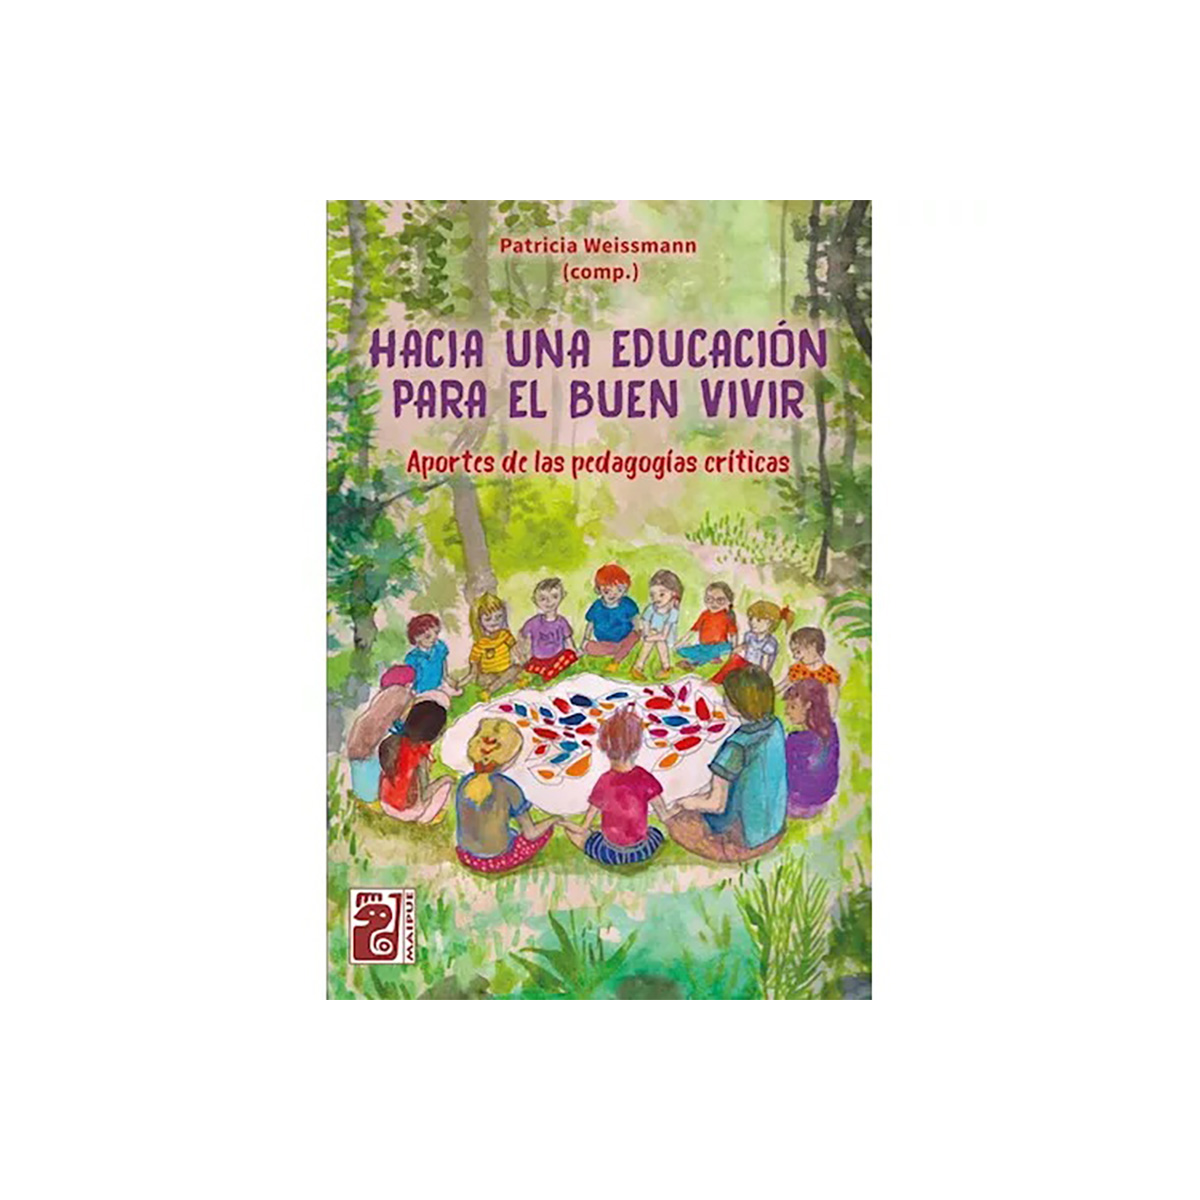 Patricia Weissmann
(comp.)
HACIA UNA EDUCACIÓN
PARA EL BUEN VIVIR
Aportes de las pedagogías críticas
MAIPUE